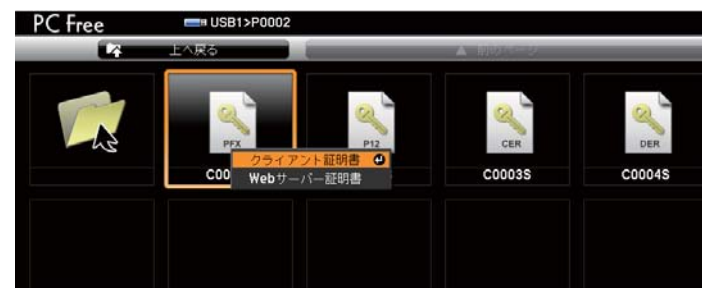 PC Free USB1>P0002
上へ戻る ▲ 前のページ
PFX P12 CER DER
クライアント証明書
Webサーバー証明書
C00 C0003S C0004S